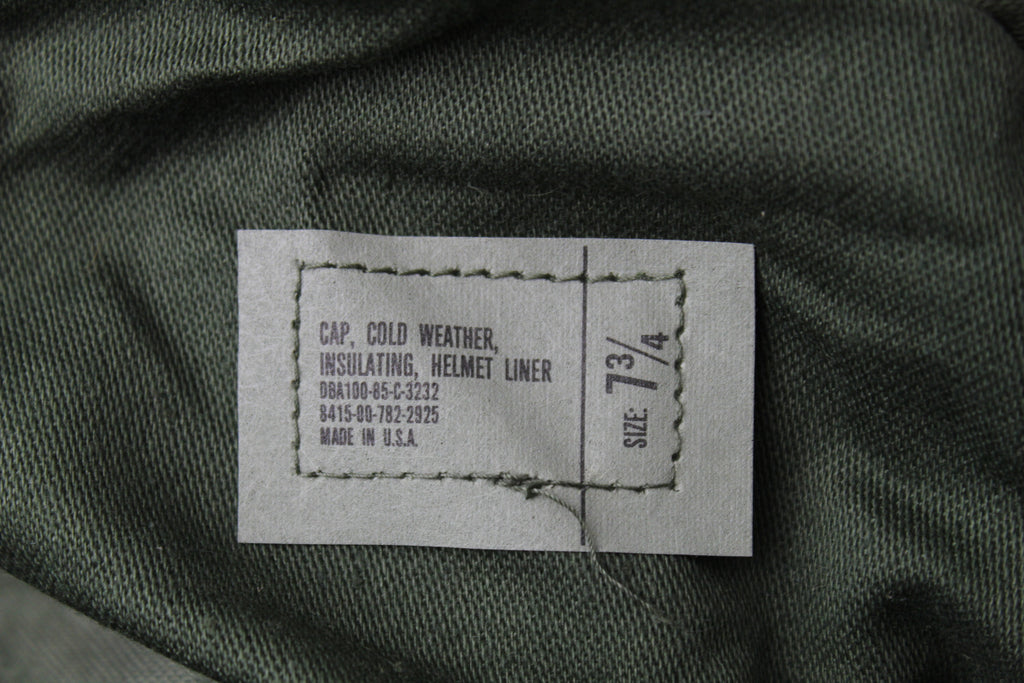 CAP, COLD WEATHER,
INSULATING, HELMET LINER
DBA100-85-C-3232
8415-00-782-2925
MADE IN U.S.A.
SIZE: 7 3/4